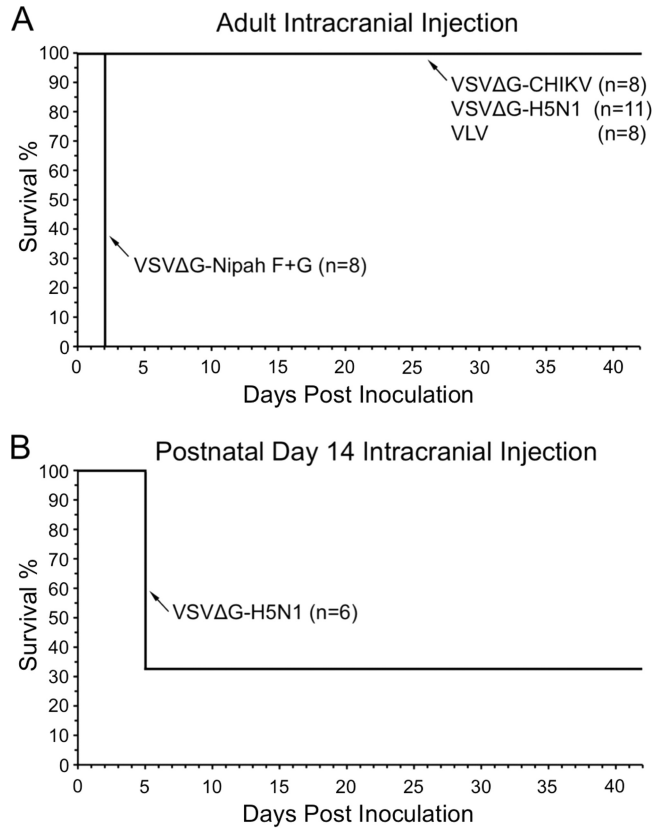 A
Adult Intracranial Injection
100
90
80
70
60
50
40
30
20
10
0
Survival %
VSVΔG-CHIKV (n=8)
VSVΔG-H5N1 (n=11)
VLV (n=8)
VSVΔG-Nipah F+G (n=8)
0 5 10 15 20 25 30 35 40
Days Post Inoculation
B
Postnatal Day 14 Intracranial Injection
100
90
80
70
60
50
40
30
20
10
0
Survival %
VSVΔG-H5N1 (n=6)
0 5 10 15 20 25 30 35 40
Days Post Inoculation